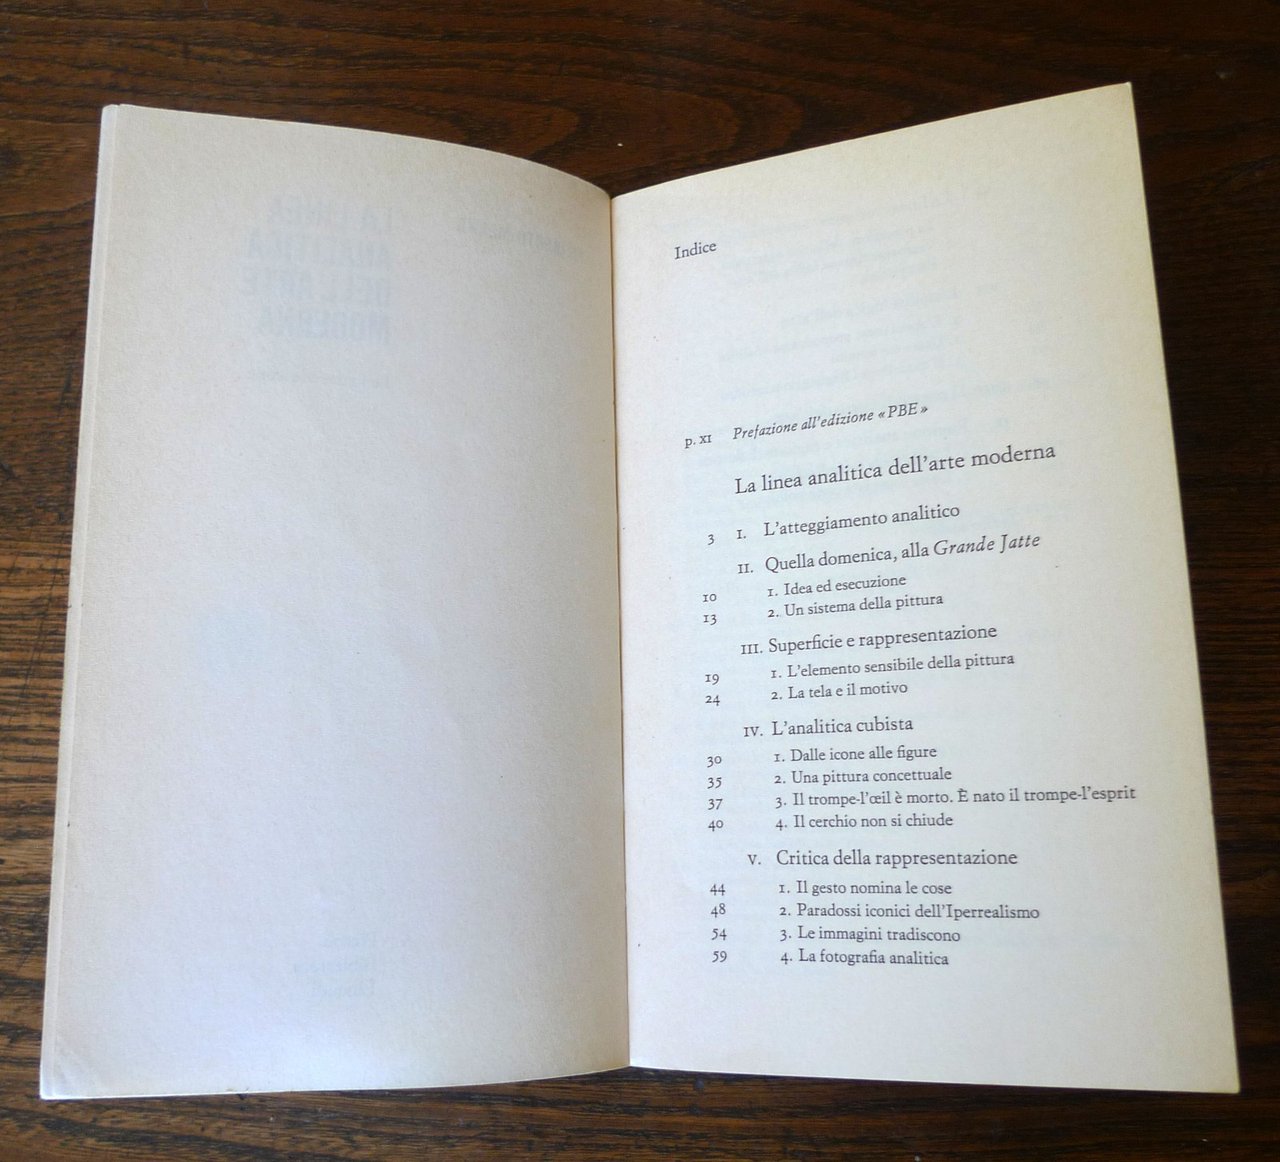 Indice
p. XI Prefazione all'edizione «PBE»
La linea analitica dell'arte moderna
3 I. L'atteggiamento analitico
II. Quella domenica, alla Grande Jatte
10 1. Idea ed esecuzione
13 2. Un sistema della pittura
III. Superficie e rappresentazione
19 1. L'elemento sensibile della pittura
24 2. La tela e il motivo
IV. L'analitica cubista
30 1. Dalle icone alle figure
35 2. Una pittura concettuale
37 3. Il trompe-l'œil è morto. È nato il trompe-l'esprit
40 4. Il cerchio non si chiude
V. Critica della rappresentazione
44 1. Il gesto nomina le cose
48 2. Paradossi iconici dell'Iperrealismo
54 3. Le immagini tradiscono
59 4. La fotografia analitica